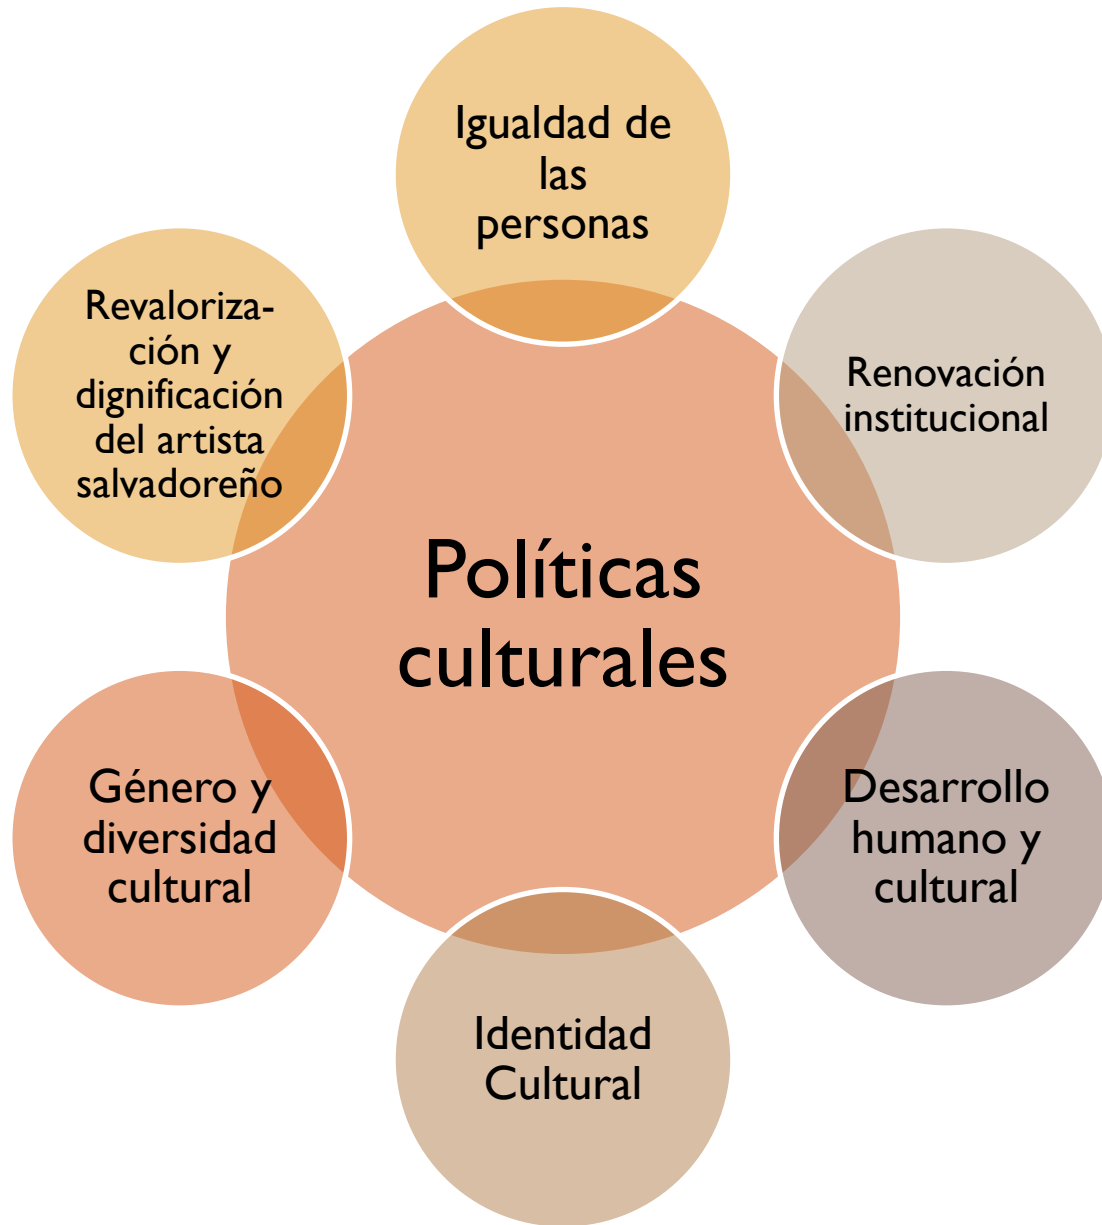 Igualdad de
las
personas
Renovación
institucional
Desarrollo
humano y
cultural
Identidad
Cultural
Género y
diversidad
cultural
Revaloriza-
ción y
dignificación
del artista
salvadoreño
Políticas
culturales